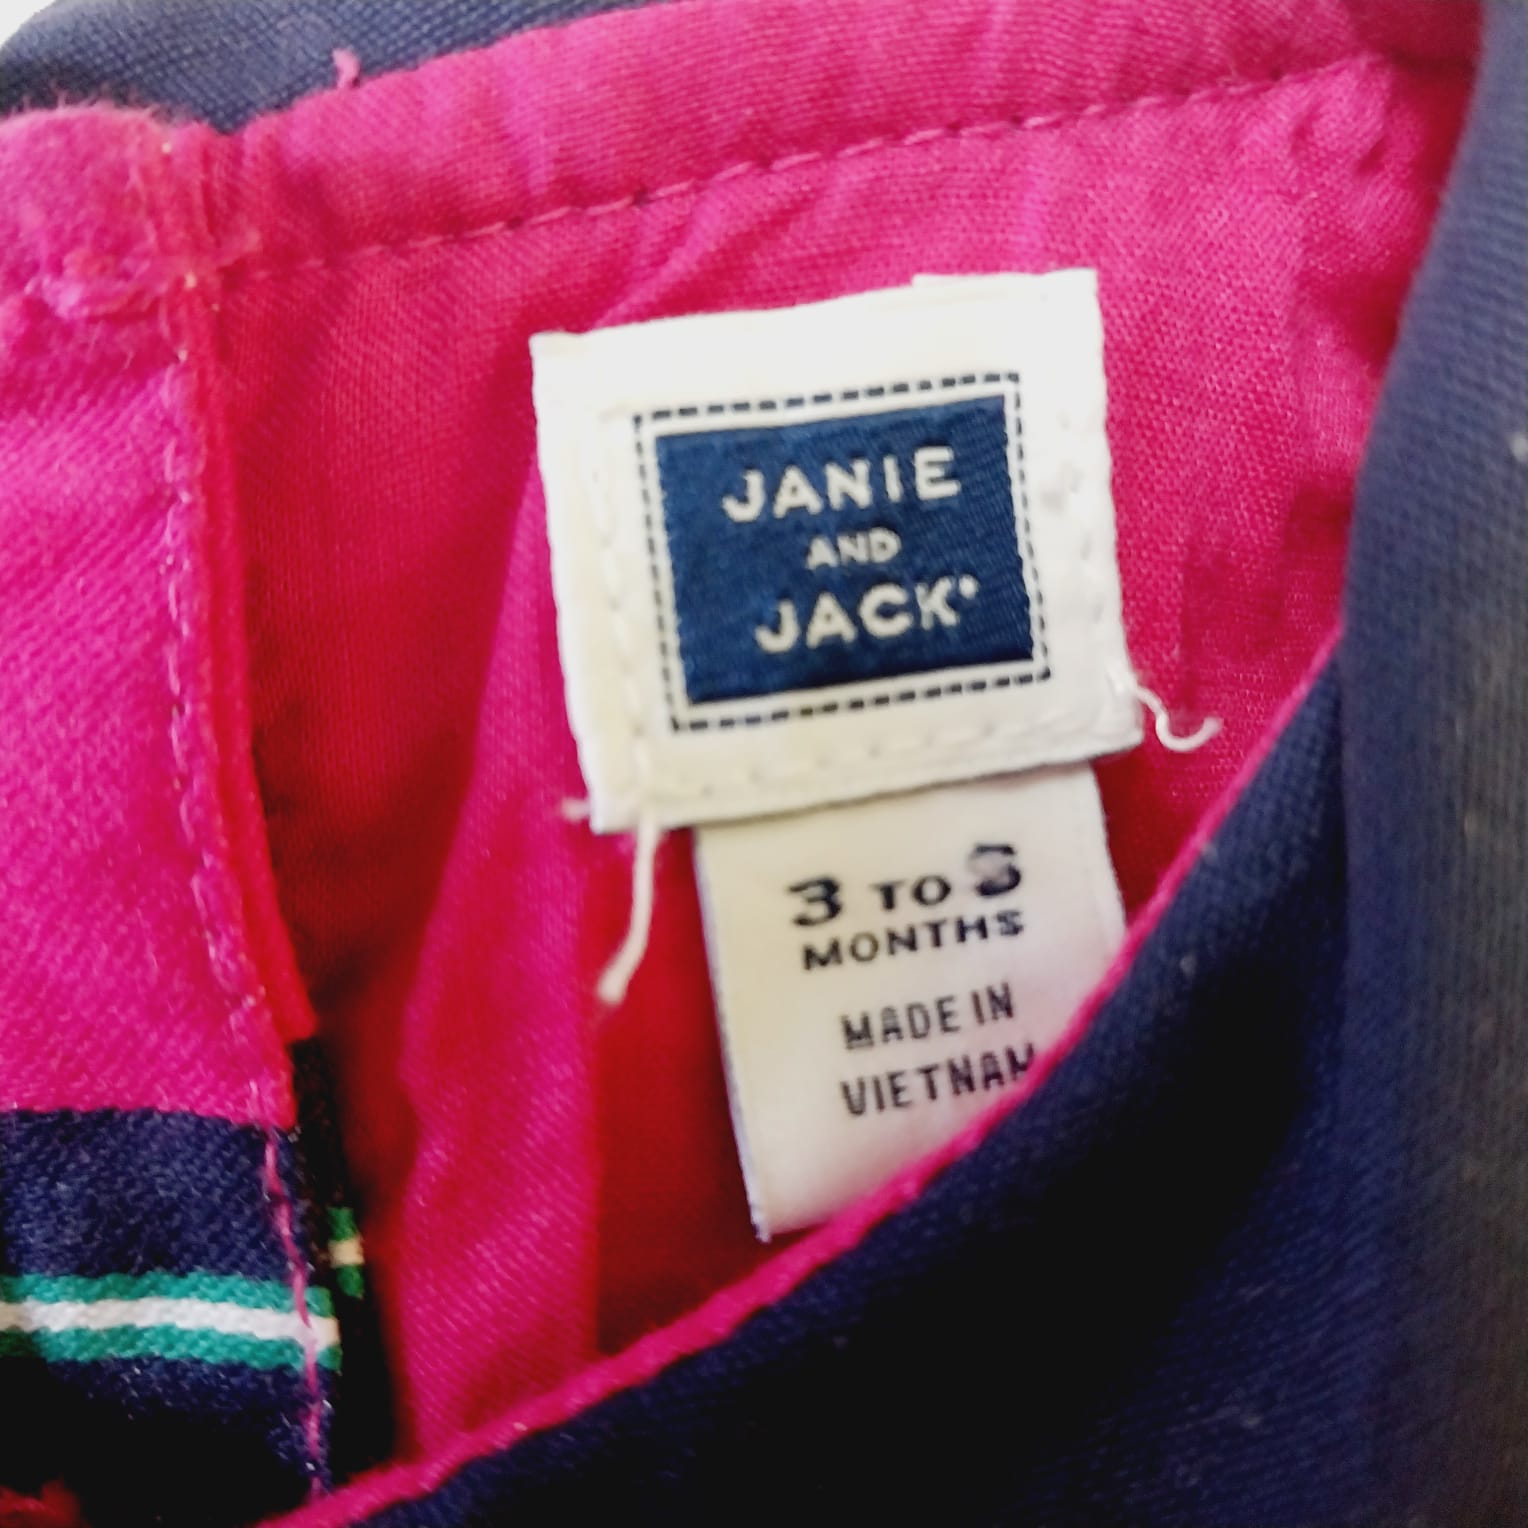 JANIE
AND
JACK
3 TO 6
MONTHS
MADE IN
VIETNAM